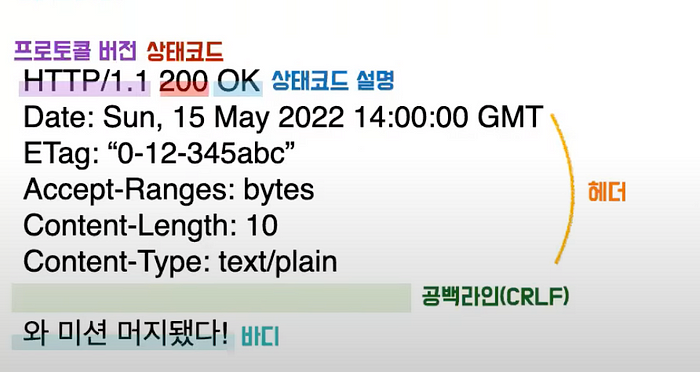 프로토콜 버전 상태코드
HTTP/1.1 200 OK 상태코드 설명
Date: Sun, 15 May 2022 14:00:00 GMT
ETag: “0-12-345abc”
Accept-Ranges: bytes
헤더
Content-Length: 10
Content-Type: text/plain
공백라인(CRLF)
와 미션 머지됐다! 바디